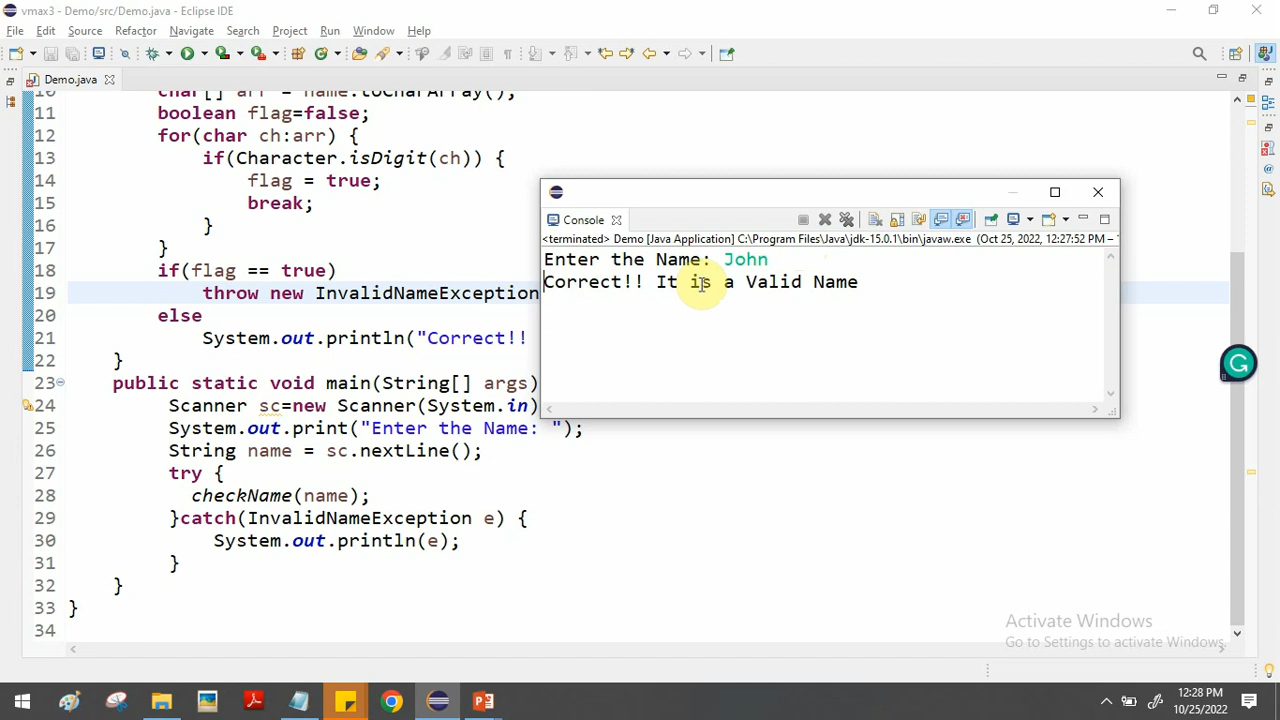 vmax3 - Demo/src/Demo.java - Eclipse IDE
File Edit Source Refactor Navigate Search Project Run Window Help
Demo.java
10 char[] arr = name.toCharArray();
11 boolean flag=false;
12 for(char ch:arr) {
13 if(Character.isDigit(ch)) {
14 flag = true;
15 break;
16 }
17 }
18 if(flag == true)
19 throw new InvalidNameException
20 else
21 System.out.println("Correct!!
22 }
23 public static void main(String[] args)
24 Scanner sc=new Scanner(System.in)
25 System.out.print("Enter the Name: ");
26 String name = sc.nextLine();
27 try {
28 checkName(name);
29 }catch(InvalidNameException e) {
30 System.out.println(e);
31 }
32 }
33 }
34
Console
<terminated> Demo [Java Application] C:\Program Files\Java\jdk-15.0.1\bin\javaw.exe (Oct 25, 2022, 12:27:52 PM –
Enter the Name: John
Correct!! It is a Valid Name
Activate Windows
Go to Settings to activate Windows.
12:28 PM
10/25/2022